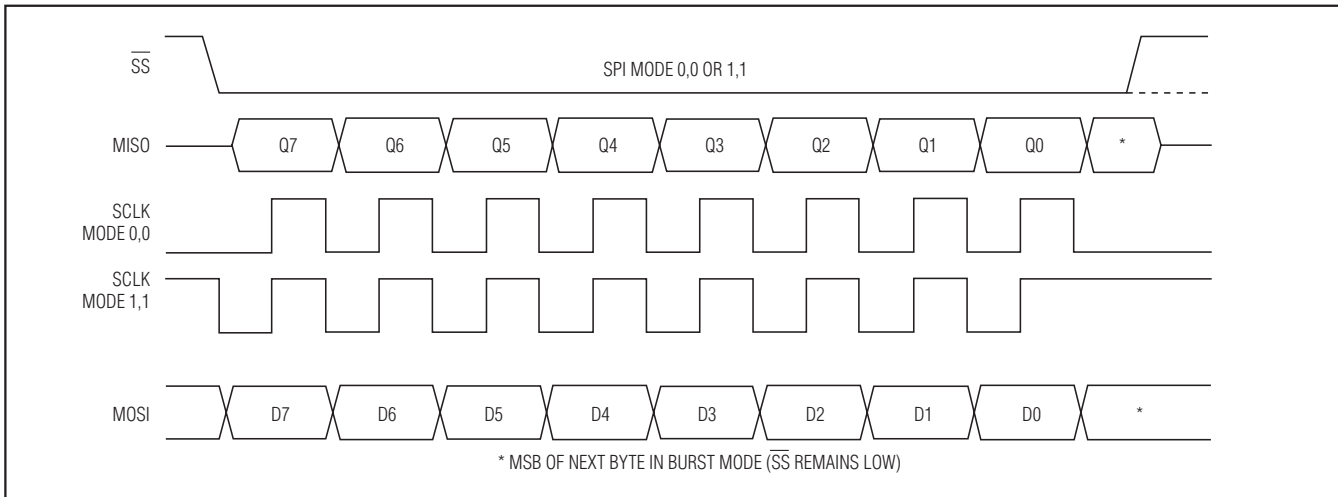 SS
SPI MODE 0,0 OR 1,1
MISO
Q7 Q6 Q5 Q4 Q3 Q2 Q1 Q0 *
SCLK
MODE 0,0
SCLK
MODE 1,1
MOSI
D7 D6 D5 D4 D3 D2 D1 D0 *
* MSB OF NEXT BYTE IN BURST MODE (SS REMAINS LOW)